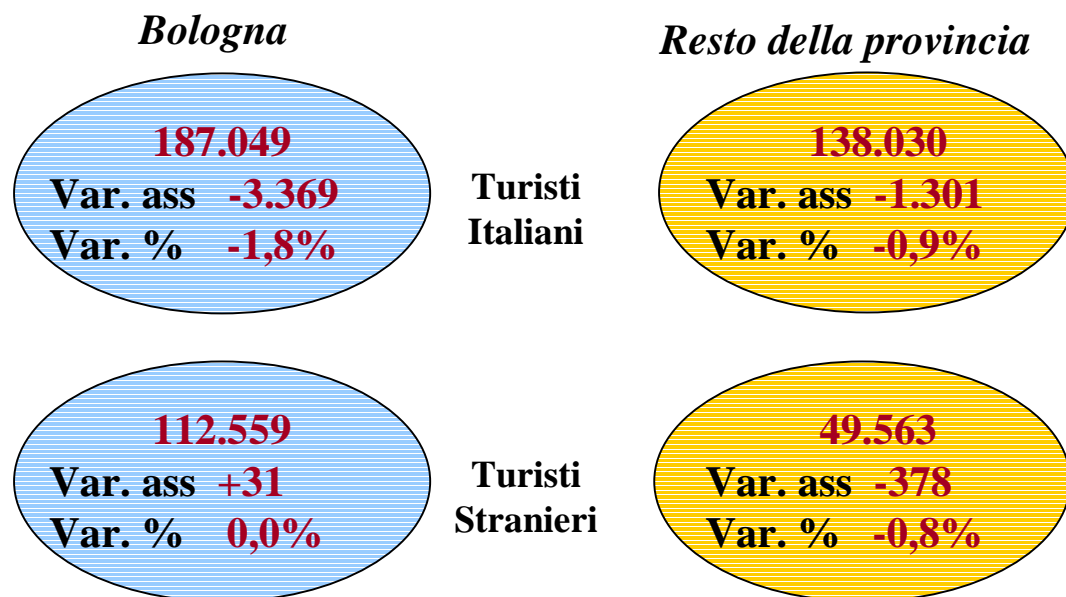 Bologna
Resto della provincia
187.049
Var. ass -3.369
Var. % -1,8%
Turisti
Italiani
138.030
Var. ass -1.301
Var. % -0,9%
112.559
Var. ass +31
Var. % 0,0%
Turisti
Stranieri
49.563
Var. ass -378
Var. % -0,8%